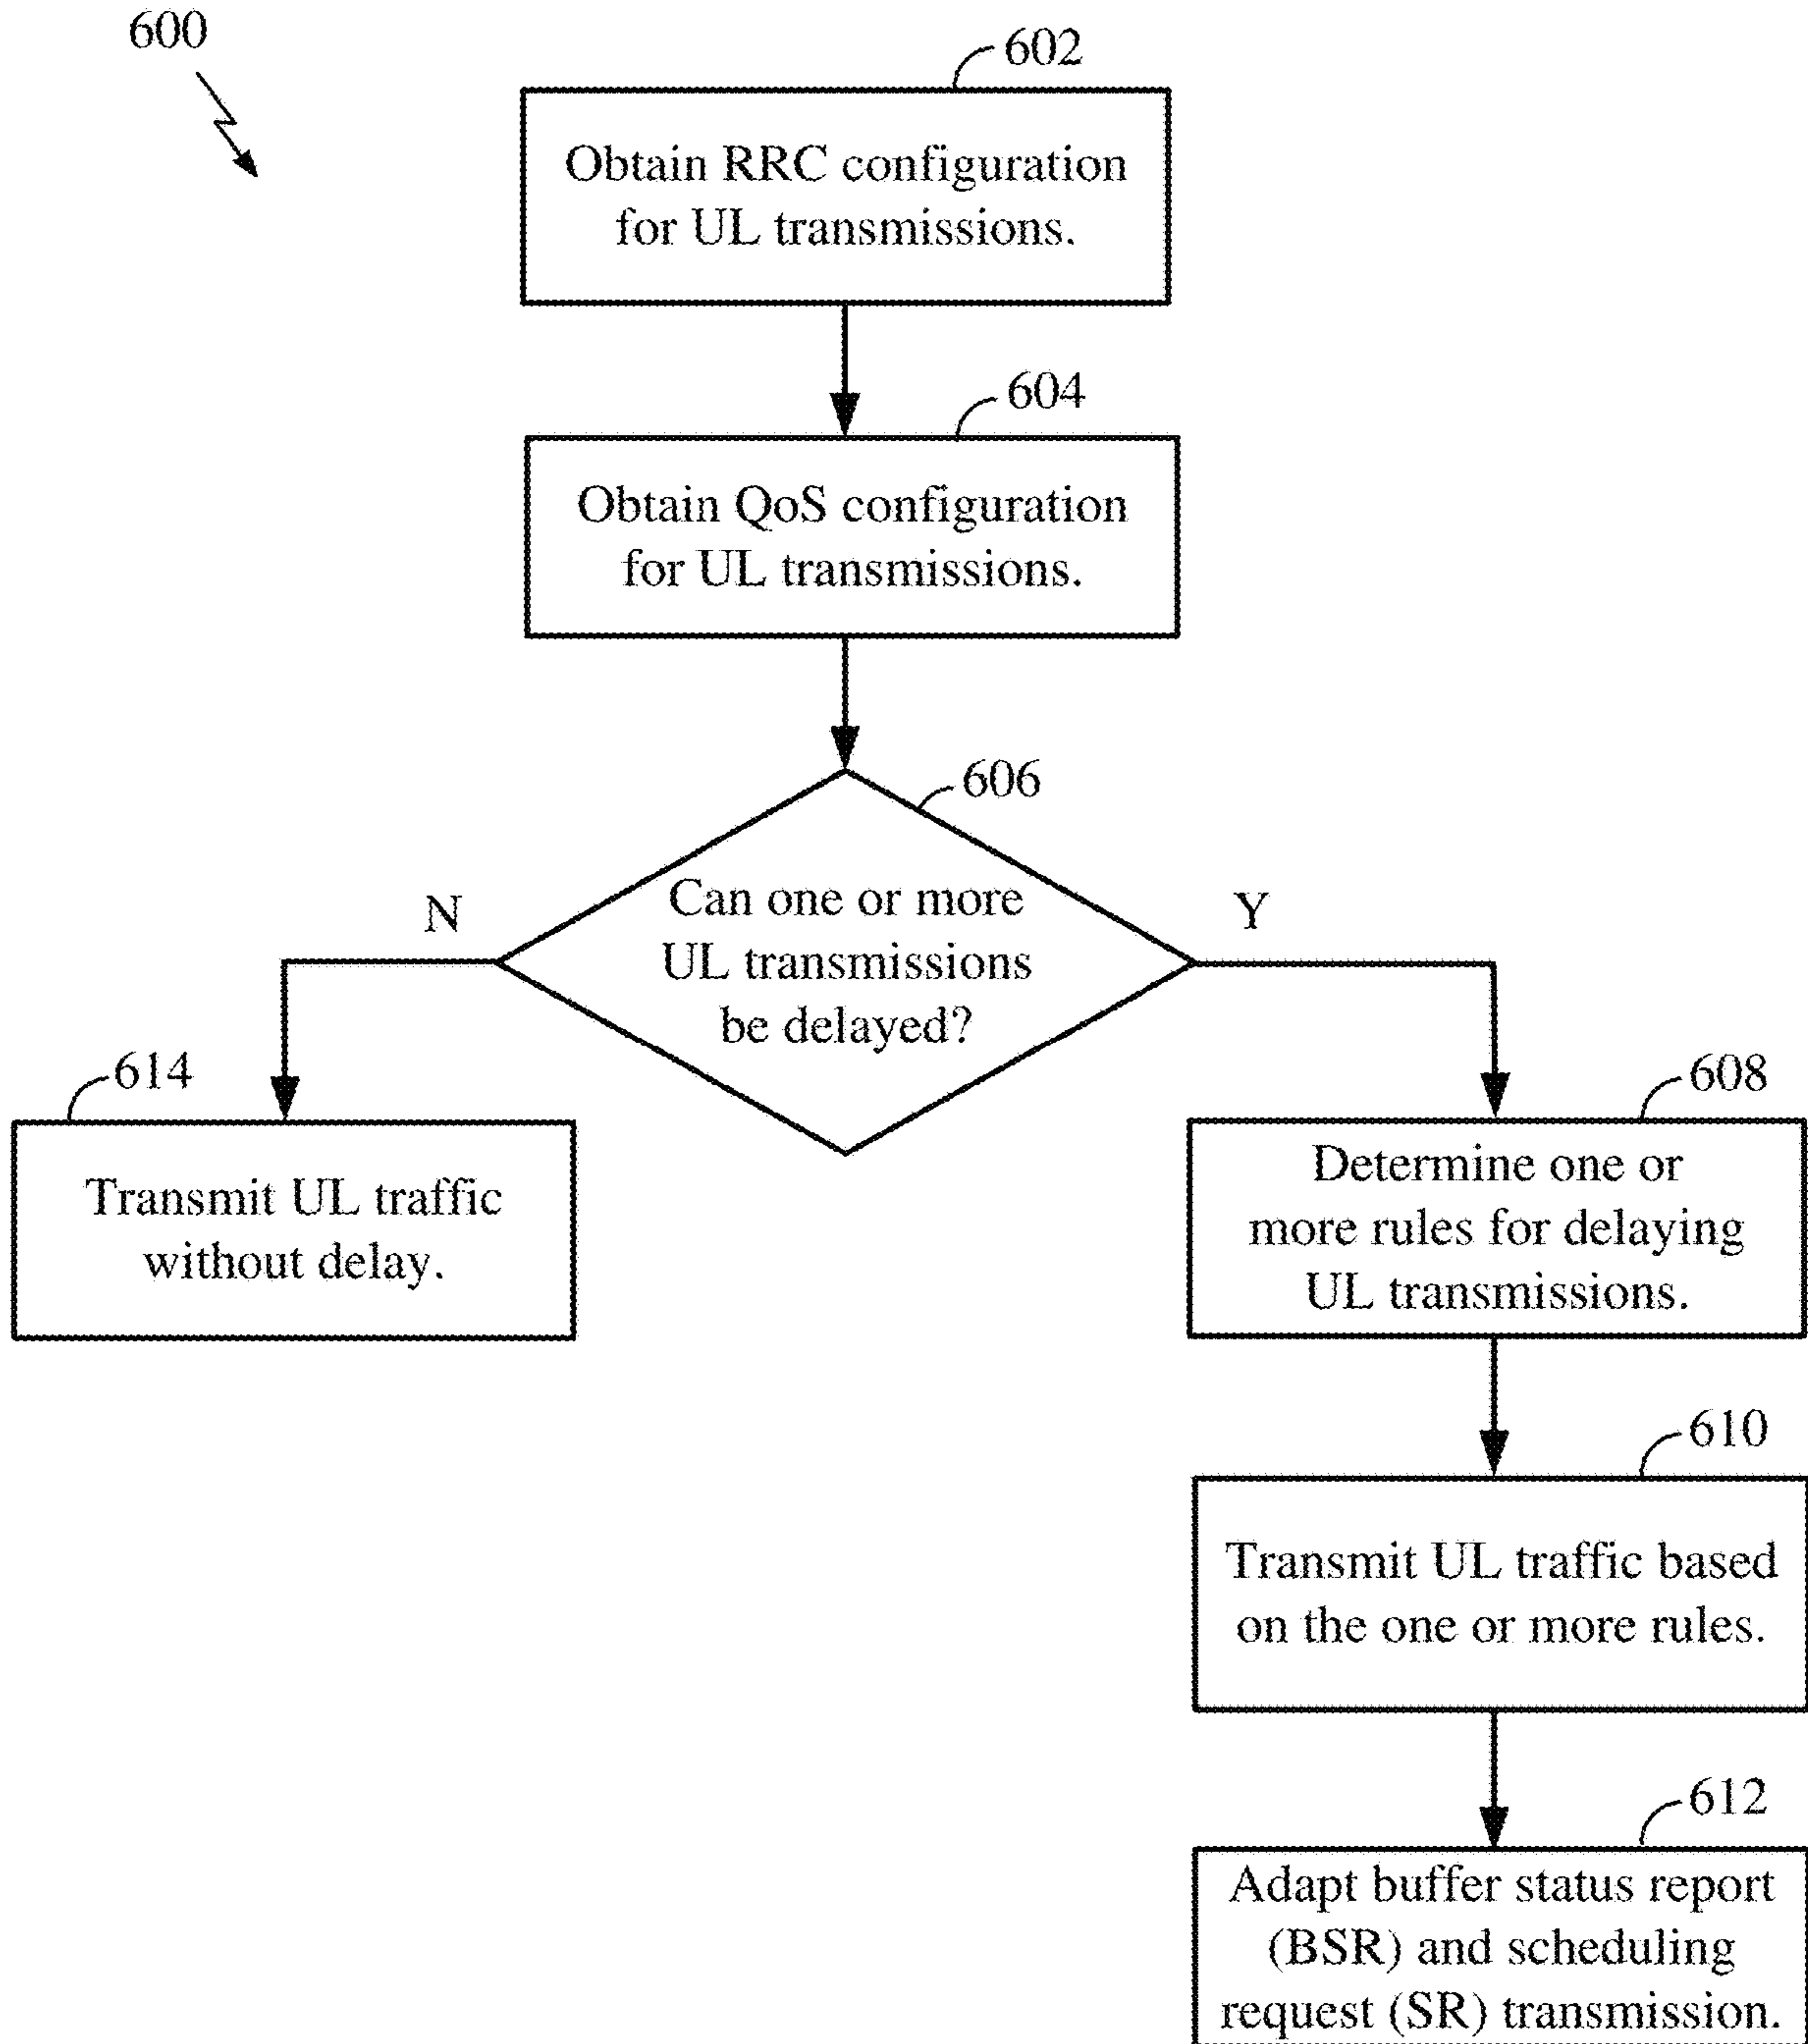 600
602
Obtain RRC configuration
for UL transmissions.
604
Obtain QoS configuration
for UL transmissions.
606
Can one or more
UL transmissions
be delayed?
N
Y
614
Transmit UL traffic
without delay.
608
Determine one or
more rules for delaying
UL transmissions.
610
Transmit UL traffic based
on the one or more rules.
612
Adapt buffer status report
(BSR) and scheduling
request (SR) transmission.